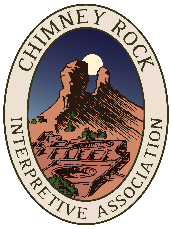 CHIMNEY ROCK
INTERPRETIVE ASSOCIATION